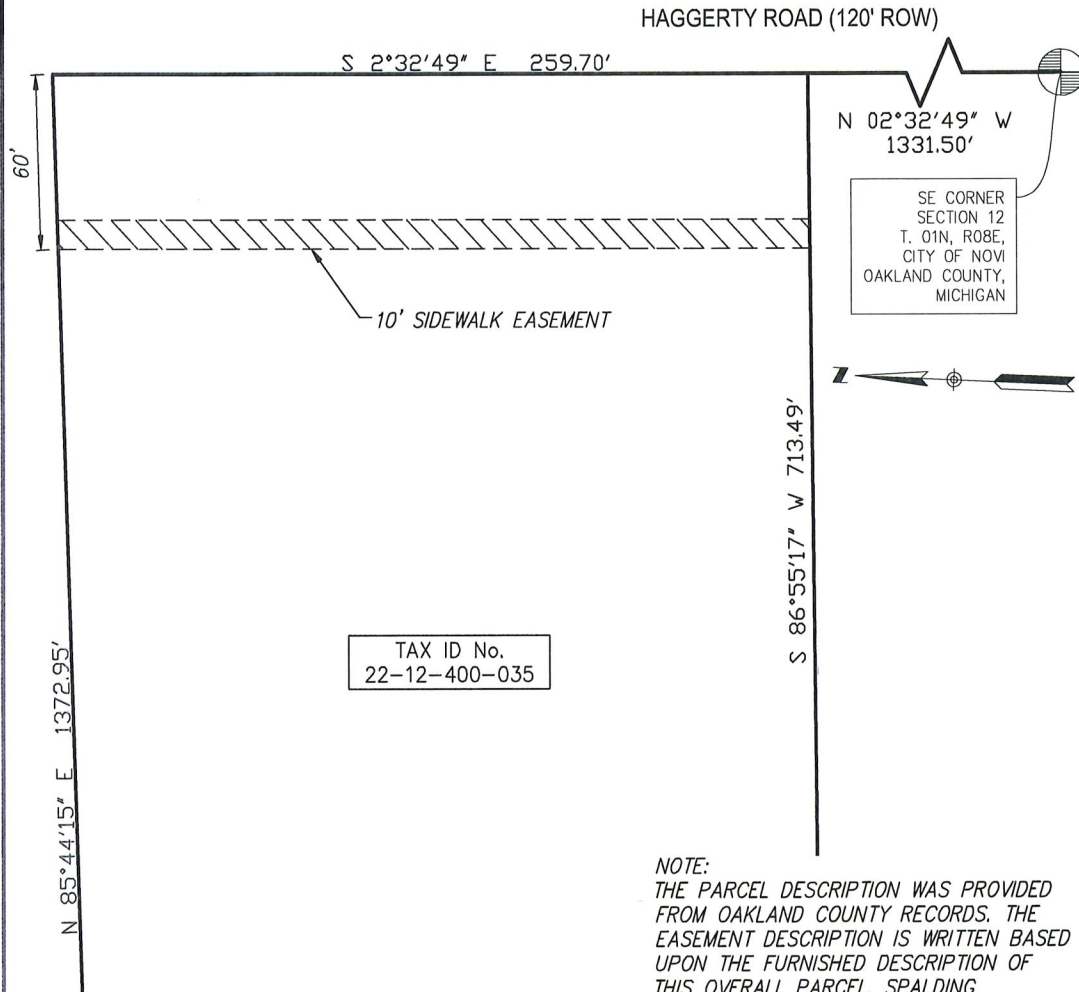 HAGGERTY ROAD (120' ROW)
S 2°32'49" E 259.70'
N 02°32'49" W
1331.50'
60'
SE CORNER
SECTION 12
T. 01N, R08E,
CITY OF NOVI
OAKLAND COUNTY,
MICHIGAN
10' SIDEWALK EASEMENT
Z
S 86°55'17" W 713.49'
TAX ID No.
22-12-400-035
N 85°44'15" E 1372.95'
NOTE:
THE PARCEL DESCRIPTION WAS PROVIDED
FROM OAKLAND COUNTY RECORDS. THE
EASEMENT DESCRIPTION IS WRITTEN BASED
UPON THE FURNISHED DESCRIPTION OF
THIS OVERALL PARCEL. SPALDING